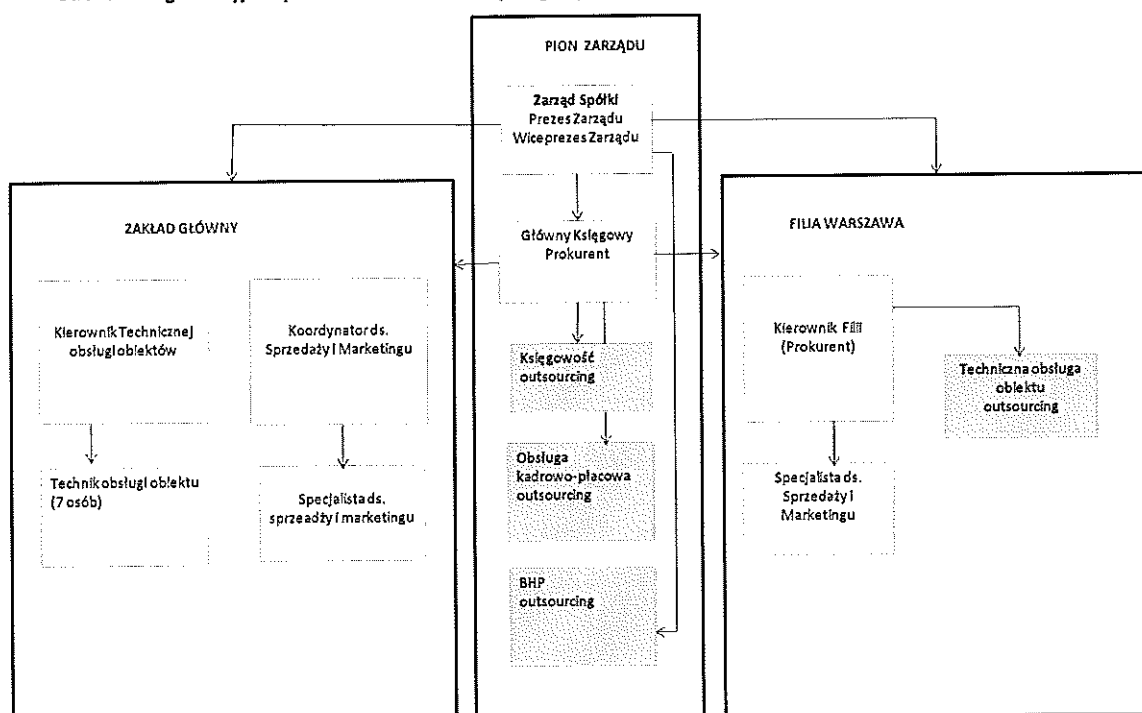 PION ZARZĄDU
Zarząd Spółki
Prezes Zarządu
Wiceprezes Zarządu
ZAKŁAD GŁÓWNY
Główny Księgowy
Prokurent
FILIA WARSZAWA
Kierownik Technicznej
obsługi obiektów
Koordynator ds.
Sprzedaży i Marketingu
Księgowość
outsourcing
Kierownik Filii
(Prokurent)
Techniczna obsługa
obiektu
outsourcing
Technik obsługi obiektu
(7 osób)
Specjalista ds.
sprzeadży i marketingu
Obsługa
kadrowo-płacowa
outsourcing
Specjalista ds.
Sprzedaży i
Marketingu
BHP
outsourcing